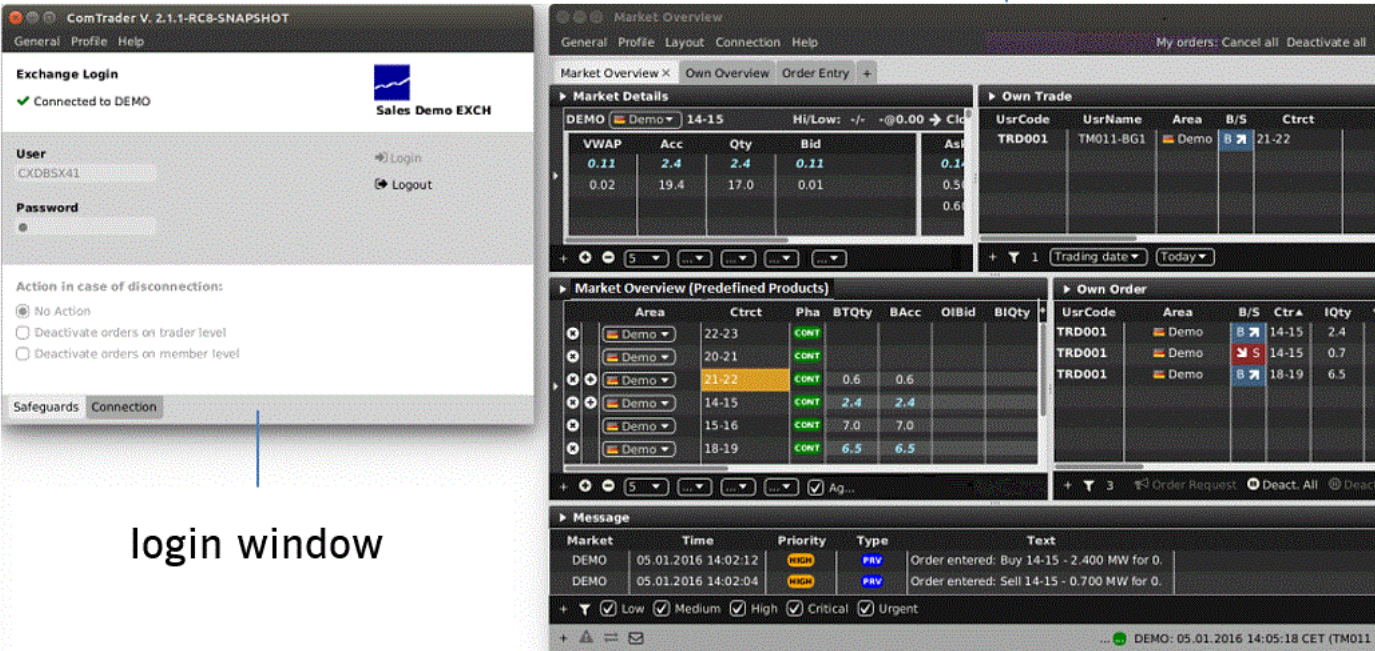 ComTrader V. 2.1.1-RC8-SNAPSHOT
General Profile Help
Exchange Login
Connected to DEMO
Sales Demo EXCH
User
CXDBSX41
Login
Logout
Password
Action in case of disconnection:
No Action
Deactivate orders on trader level
Deactivate orders on member level
Safeguards Connection
login window
Market Overview
General Profile Layout Connection Help My orders: Cancel all Deactivate all
Market Overview × Own Overview Order Entry +
Market Details
DEMO Demo 14-15 Hi/Low: -/- -@0.00
VWAP Acc Qty Bid
0.11 2.4 2.4 0.11
0.02 19.4 17.0 0.01
+ 5 ... ... ... ...
Own Trade
UsrCode UsrName Area B/S Ctrct
TRD001 TM011-BG1 Demo B 21-22
+ 1 Trading date Today
Market Overview (Predefined Products)
Area Ctrct Pha BTQty BAcc OIBid BIQty
Demo 22-23 CONT
Demo 20-21 CONT
Demo 21-22 CONT 0.6 0.6
Demo 14-15 CONT 2.4 2.4
Demo 15-16 CONT 7.0 7.0
Demo 18-19 CONT 6.5 6.5
+ 5 ... ... ... Ag...
Own Order
UsrCode Area B/S Ctr IQty
TRD001 Demo B 14-15 2.4
TRD001 Demo S 14-15 0.7
TRD001 Demo B 18-19 6.5
+ 3 Order Request Deact. All Deac
Message
Market Time Priority Type Text
DEMO 05.01.2016 14:02:12 HIGH PRV Order entered: Buy 14-15 - 2.400 MW for 0.
DEMO 05.01.2016 14:02:04 HIGH PRV Order entered: Sell 14-15 - 0.700 MW for 0.
+ Low Medium High Critical Urgent
+ ... DEMO: 05.01.2016 14:05:18 CET (TM011